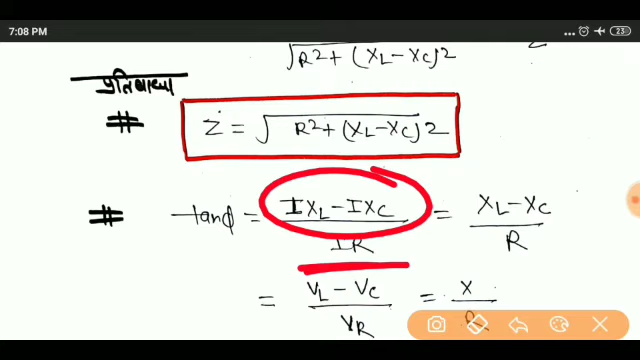 7:08 PM ... 23
√R²+(XL-XC)² Z
प्रतिबाधा
# Z = √R²+(XL-XC)2
# tanϕ = IXL-IXC / IR = XL-XC / R
= VL-VC / VR = X / R